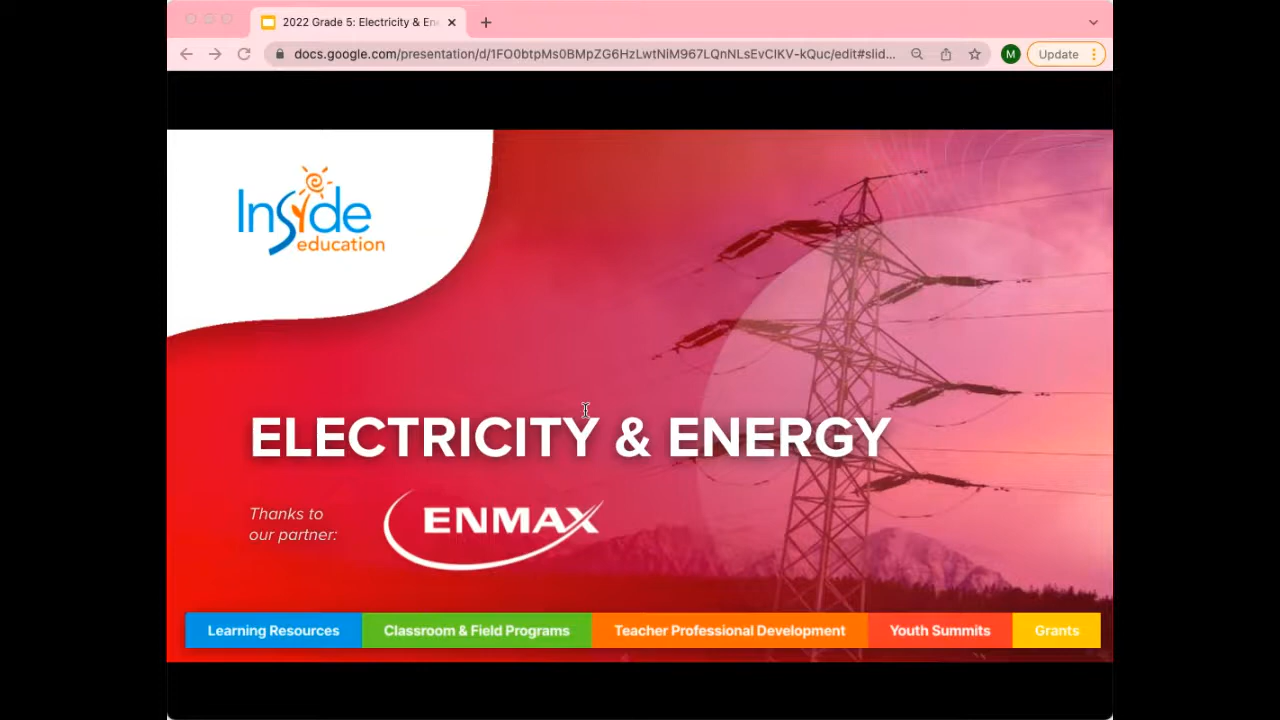 2022 Grade 5: Electricity & Ene
docs.google.com/presentation/d/1FO0btpMs0BMpZG6HzLwtNiM967LQnNLsEvCIKV-kQuc/edit#slid...
M
Update
Inside
education
ELECTRICITY & ENERGY
Thanks to
our partner:
ENMAX
Learning Resources
Classroom & Field Programs
Teacher Professional Development
Youth Summits
Grants